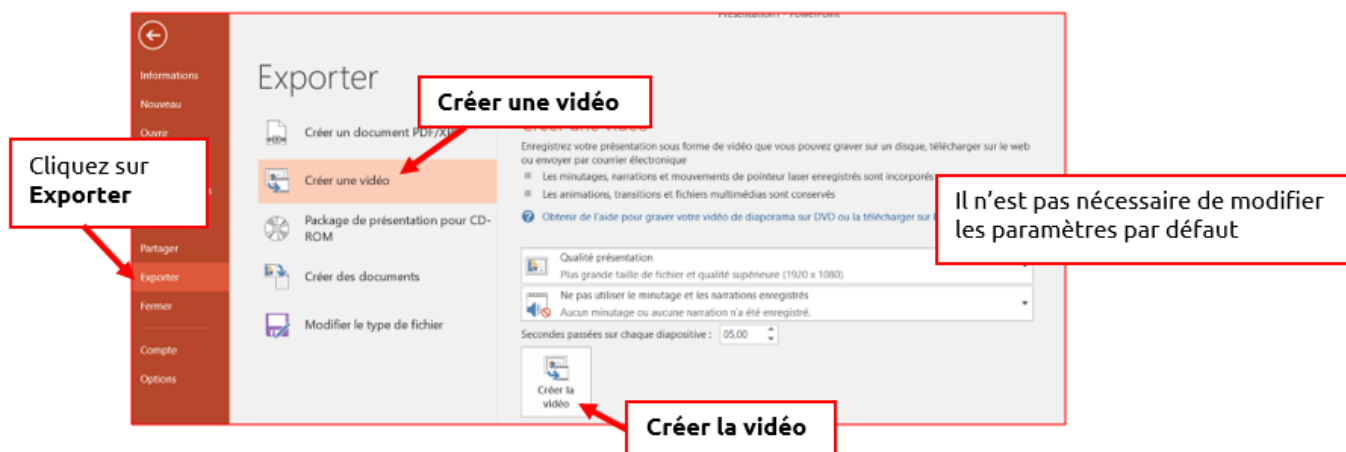 Présentation1 - PowerPoint
Informations
Nouveau
Ouvrir
Cliquez sur
Exporter
Partager
Exporter
Fermer
Compte
Options
Exporter
Créer une vidéo
Créer un document PDF/X
Créer une vidéo
Package de présentation pour CD-
ROM
Créer des documents
Modifier le type de fichier
Enregistrez votre présentation sous forme de vidéo que vous pouvez graver sur un disque, télécharger sur le web
ou envoyer par courrier électronique
Les minutages, narrations et mouvements de pointeur laser enregistrés sont incorporés
Les animations, transitions et fichiers multimédias sont conservés
Obtenir de l'aide pour graver votre vidéo de diaporama sur DVD ou la télécharger sur
Il n'est pas nécessaire de modifier
les paramètres par défaut
Qualité présentation
Plus grande taille de fichier et qualité supérieure (1920 x 1080)
Ne pas utiliser le minutage et les narrations enregistrés
Aucun minutage ou aucune narration n'a été enregistré.
Secondes passées sur chaque diapositive : 05,00
Créer la
vidéo
Créer la vidéo